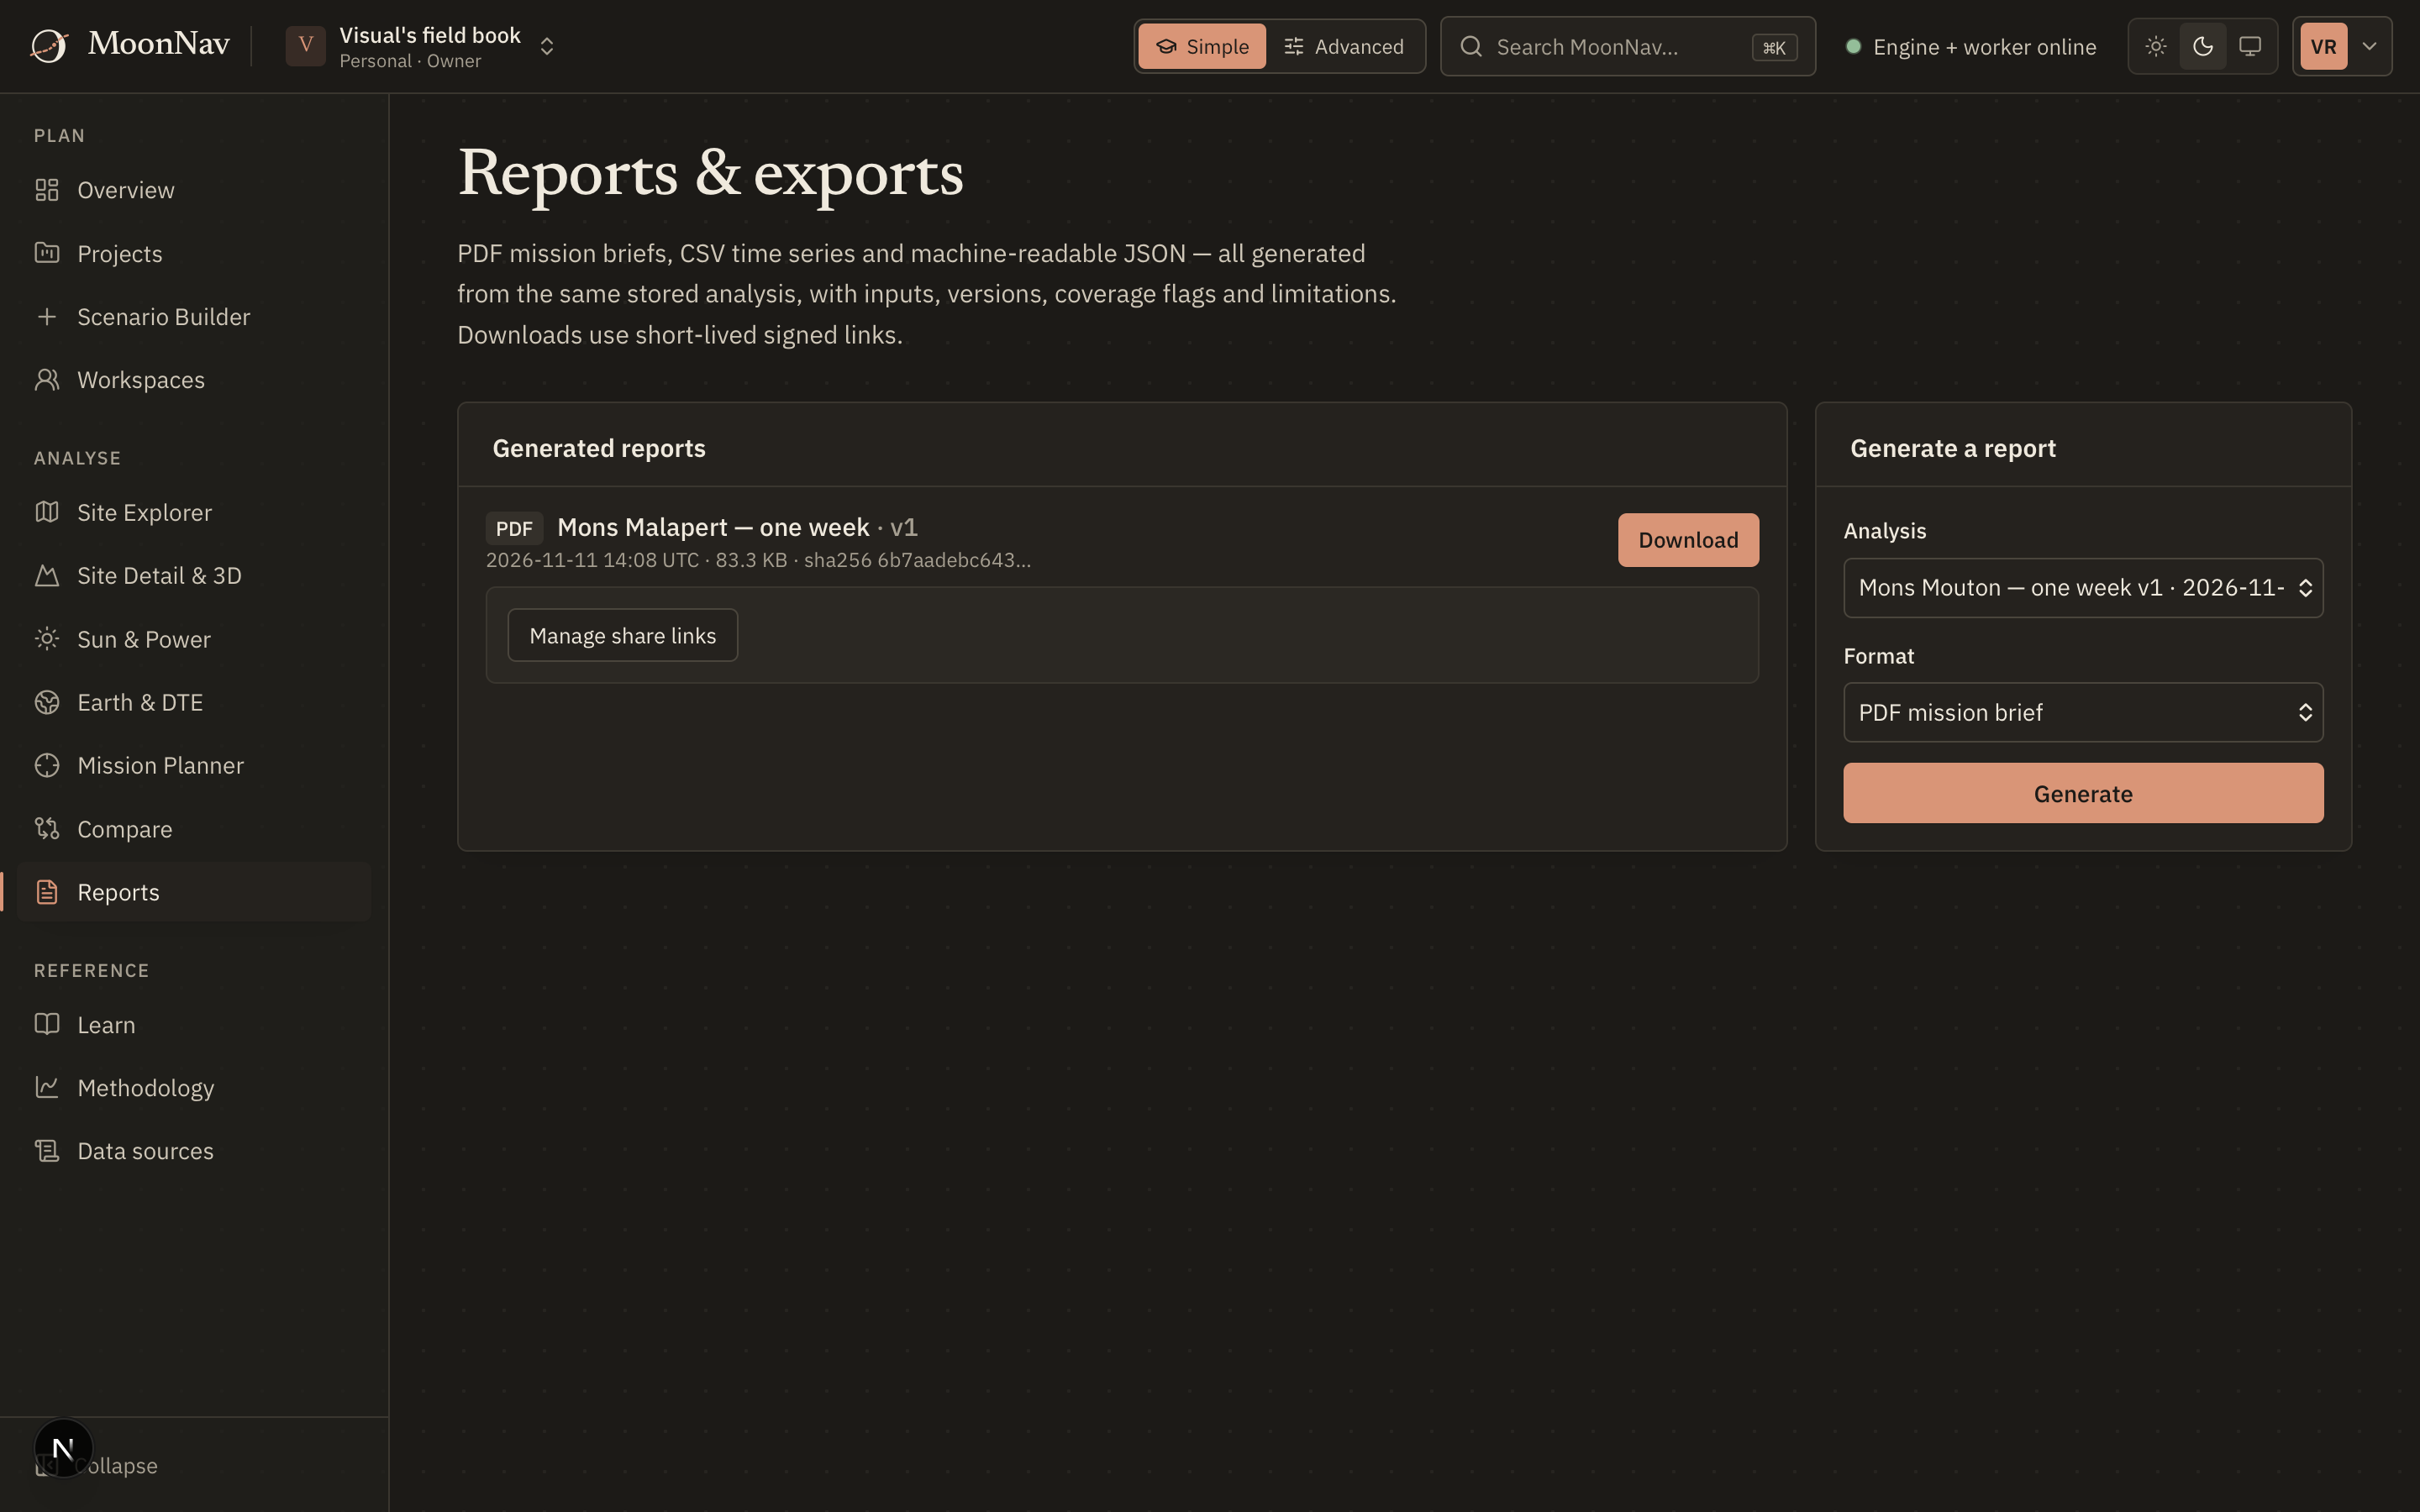 MoonNav
V
Visual's field book
Personal · Owner
Simple
Advanced
Search MoonNav...
⌘K
Engine + worker online
VR
PLAN
Overview
Projects
Scenario Builder
Workspaces
ANALYSE
Site Explorer
Site Detail & 3D
Sun & Power
Earth & DTE
Mission Planner
Compare
Reports
REFERENCE
Learn
Methodology
Data sources
N
Reports & exports
PDF mission briefs, CSV time series and machine-readable JSON — all generated
from the same stored analysis, with inputs, versions, coverage flags and limitations.
Downloads use short-lived signed links.
Generated reports
PDF Mons Malapert — one week · v1
2026-11-11 14:08 UTC · 83.3 KB · sha256 6b7aadebc643…
Download
Manage share links
Generate a report
Analysis
Mons Mouton — one week v1 · 2026-11-
Format
PDF mission brief
Generate